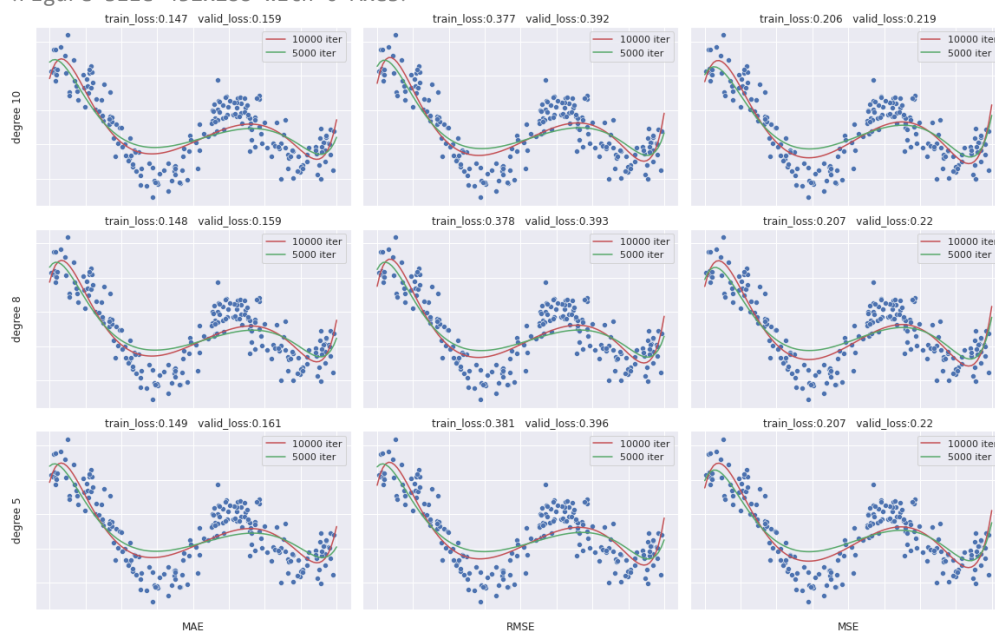 train_loss:0.147 valid_loss:0.159
train_loss:0.377 valid_loss:0.392
train_loss:0.206 valid_loss:0.219
degree 10
10000 iter
5000 iter
10000 iter
5000 iter
10000 iter
5000 iter
train_loss:0.148 valid_loss:0.159
train_loss:0.378 valid_loss:0.393
train_loss:0.207 valid_loss:0.22
degree 8
10000 iter
5000 iter
10000 iter
5000 iter
10000 iter
5000 iter
train_loss:0.149 valid_loss:0.161
train_loss:0.381 valid_loss:0.396
train_loss:0.207 valid_loss:0.22
degree 5
10000 iter
5000 iter
10000 iter
5000 iter
10000 iter
5000 iter
MAE
RMSE
MSE